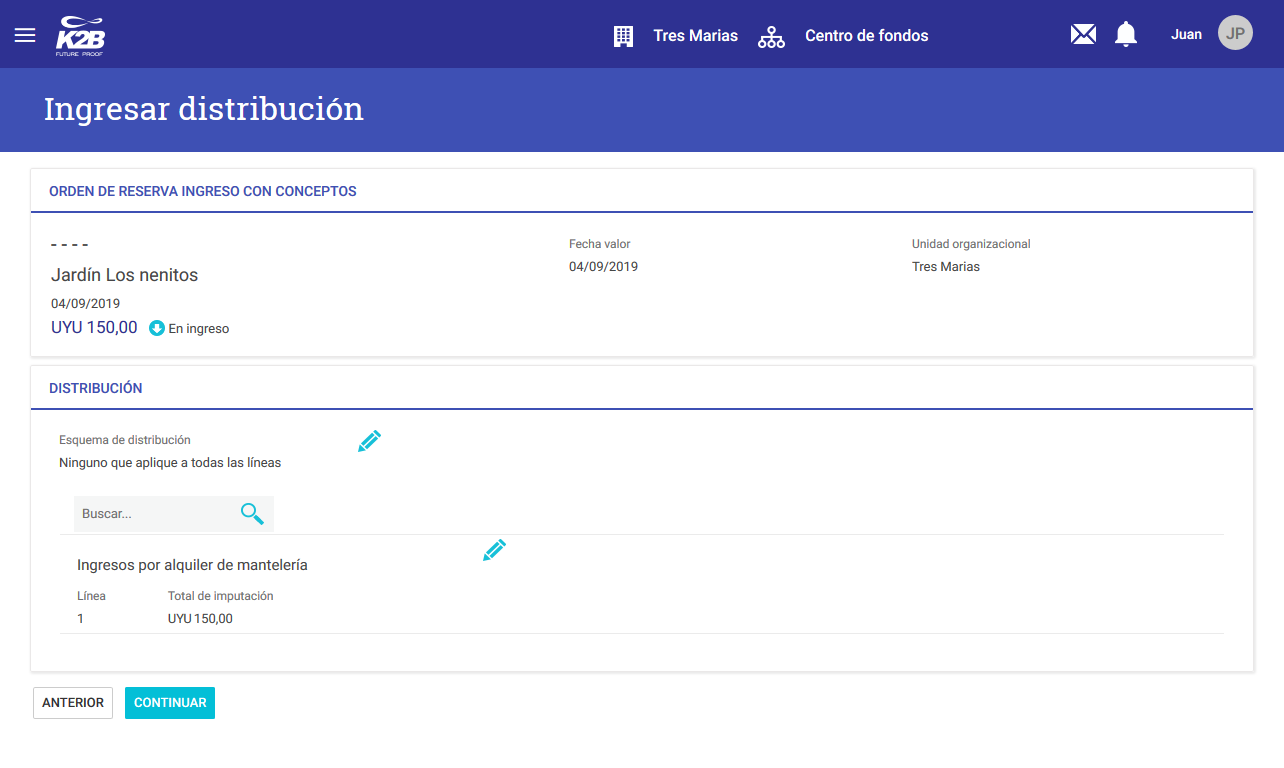 K2B
FUTURE PROOF
Tres Marias
Centro de fondos
Juan
JP
Ingresar distribución
ORDEN DE RESERVA INGRESO CON CONCEPTOS
- - - -
Fecha valor
Unidad organizacional
Jardín Los nenitos
04/09/2019
Tres Marias
04/09/2019
UYU 150,00
En ingreso
DISTRIBUCIÓN
Esquema de distribución
Ninguno que aplique a todas las líneas
Buscar...
Ingresos por alquiler de mantelería
Línea
Total de imputación
1
UYU 150,00
ANTERIOR
CONTINUAR